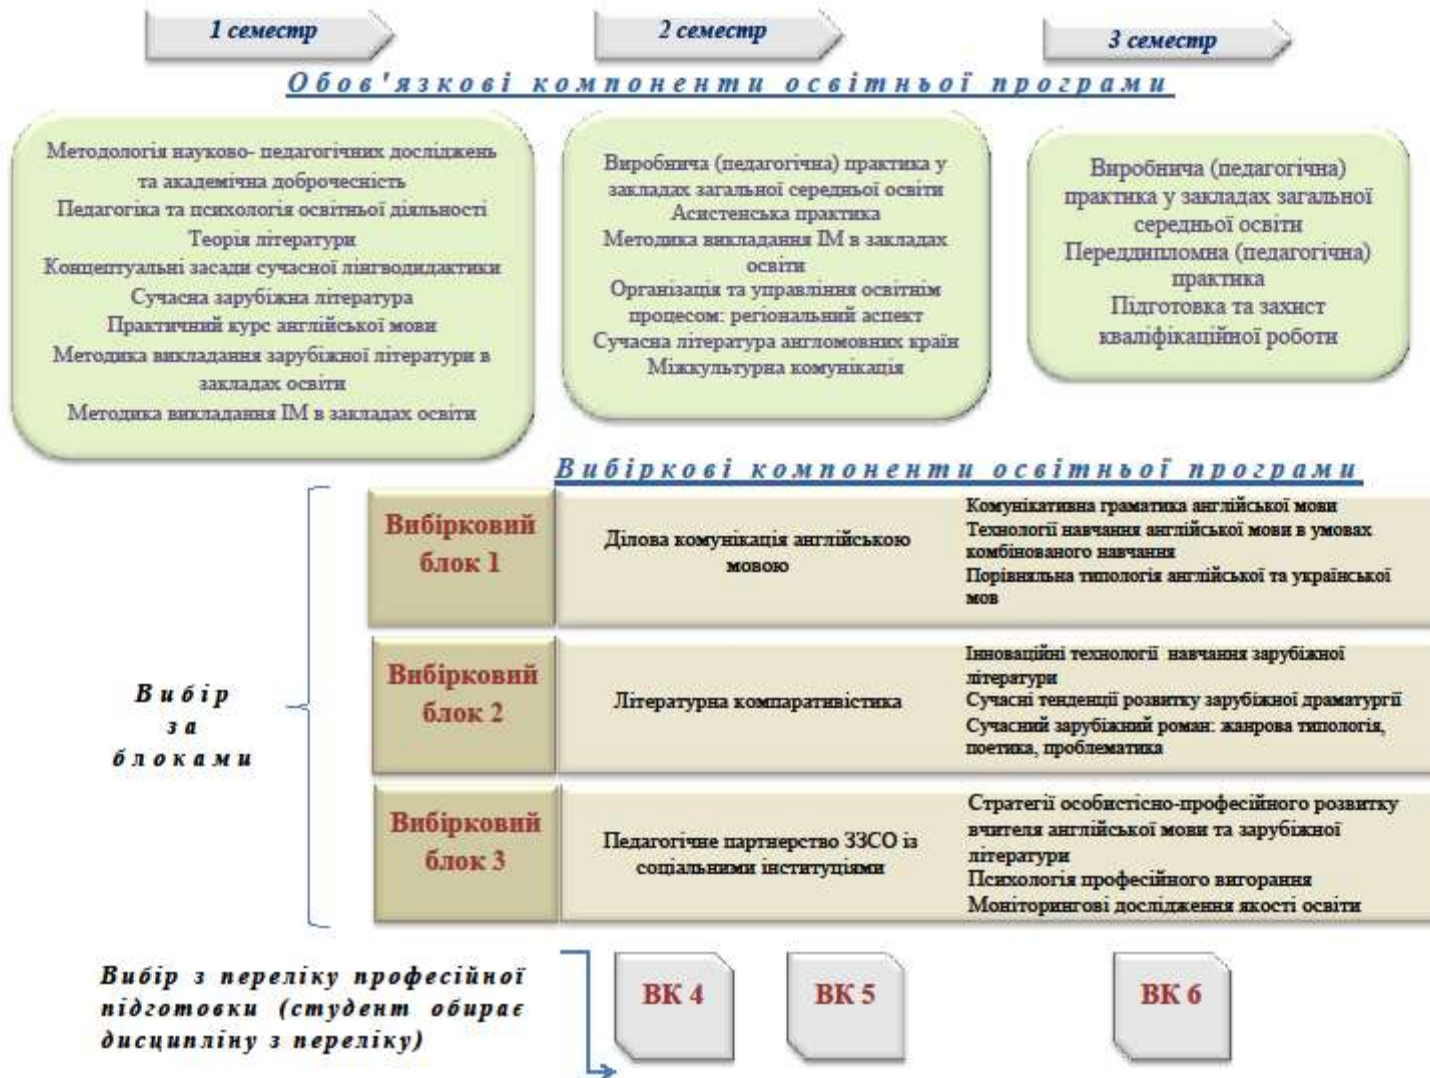 1 семестр
2 семестр
3 семестр
Обов'язкові компоненти освітньої програми
Методологія науково- педагогічних досліджень
та академічна доброчесність
Педагогіка та психологія освітньої діяльності
Теорія літератури
Концептуальні засади сучасної лінгводидактики
Сучасна зарубіжна література
Практичний курс англійської мови
Методика викладання зарубіжної літератури в
закладах освіти
Методика викладання ІМ в закладах освіти
Виробнича (педагогічна) практика у
закладах загальної середньої освіти
Асистенська практика
Методика викладання ІМ в закладах
освіти
Організація та управління освітнім
процесом: регіональний аспект
Сучасна література англомовних країн
Міжкультурна комунікація
Виробнича (педагогічна)
практика у закладах загальної
середньої освіти
Переддипломна (педагогічна)
практика
Підготовка та захист
кваліфікаційної роботи
Вибіркові компоненти освітньої програми
Вибір
за
блоками
Вибірковий
блок 1
Ділова комунікація англійською
мовою
Комунікативна граматика англійської мови
Технології навчання англійської мови в умовах
комбінованого навчання
Порівняльна типологія англійської та української
мов
Вибірковий
блок 2
Літературна компаративістика
Інноваційні технології навчання зарубіжної
літератури
Сучасні тенденції розвитку зарубіжної драматургії
Сучасний зарубіжний роман: жанрова типологія,
поетика, проблематика
Вибірковий
блок 3
Педагогічне партнерство ЗЗСО із
соціальними інституціями
Стратегії особистісно-професійного розвитку
вчителя англійської мови та зарубіжної
літератури
Психологія професійного вигорання
Моніторингові дослідження якості освіти
Вибір з переліку професійної
підготовки (студент обирає
дисципліну з переліку)
ВК 4
ВК 5
ВК 6